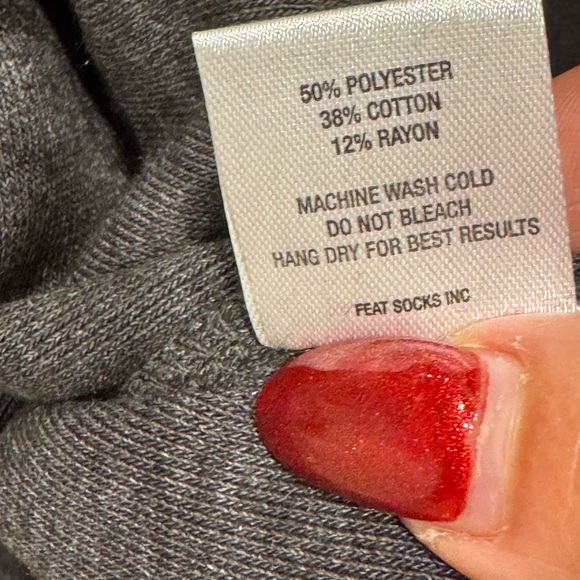 50% POLYESTER
38% COTTON
12% RAYON
MACHINE WASH COLD
DO NOT BLEACH
HANG DRY FOR BEST RESULTS
FEAT SOCKS INC